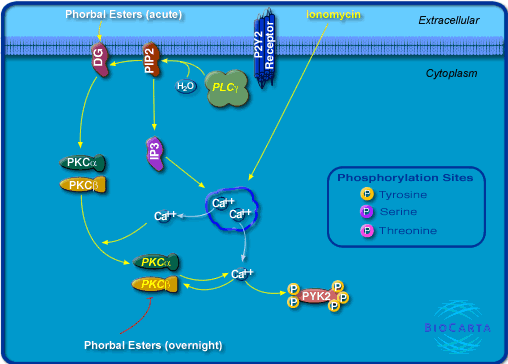 Phorbal Esters (acute)
Ionomycin
Extracellular
DG
PIP2
P2Y2
Receptor
Cytoplasm
H2O
PLCγ
IP3
PKCα
PKCβ
Phosphorylation Sites
P Tyrosine
P Serine
P Threonine
Ca++
Ca++
Ca++
PKCα
PKCβ
Ca++
P
P
P
P
P
PYK2
Phorbal Esters (overnight)
BIOCARTA